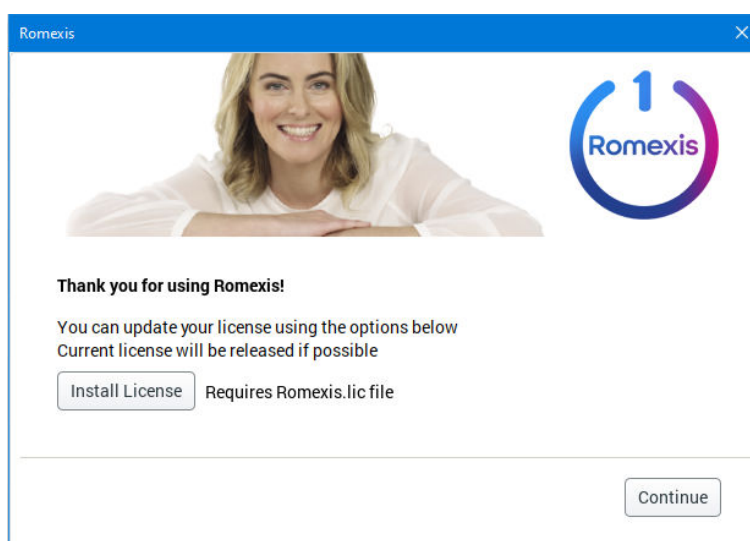 Romexis
1
Romexis
Thank you for using Romexis!
You can update your license using the options below
Current license will be released if possible
Install License Requires Romexis.lic file
Continue